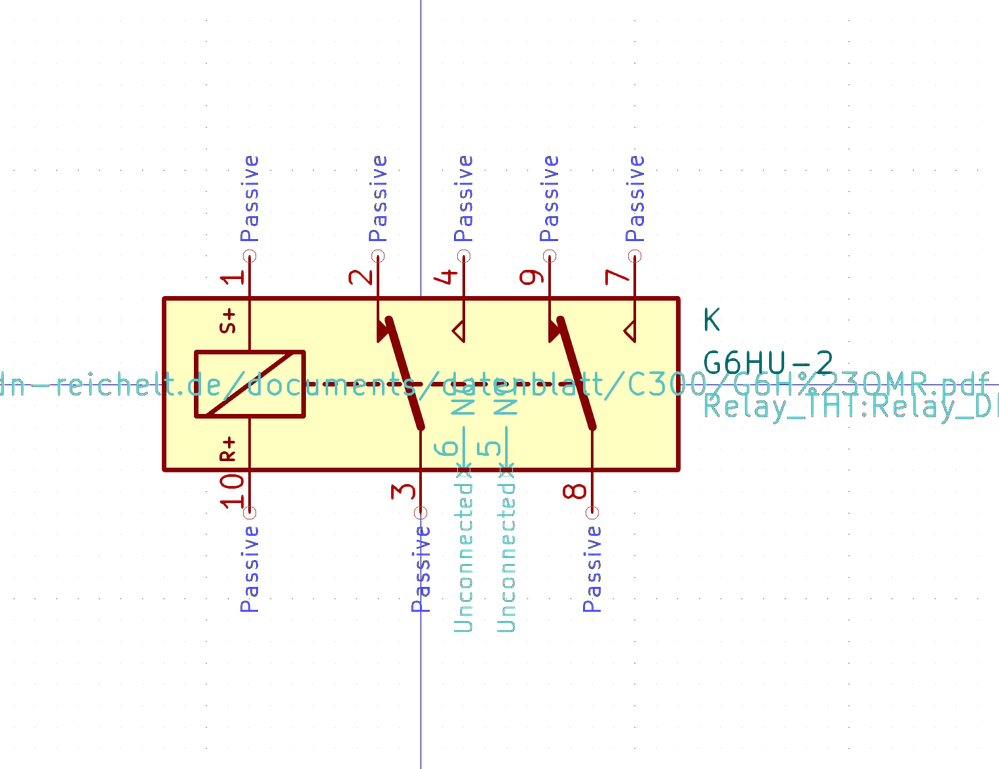 Passive
Passive
Passive
Passive
Passive
1
2
4
9
7
S+
K
G6HU-2
dn-reichelt.de/documents/datenblatt/C300/G6H%23OMR.pdf
Relay_THT:Relay_DP
NC
NC
R+
6
5
10
3
8
Passive
Passive
Unconnected
Unconnected
Passive